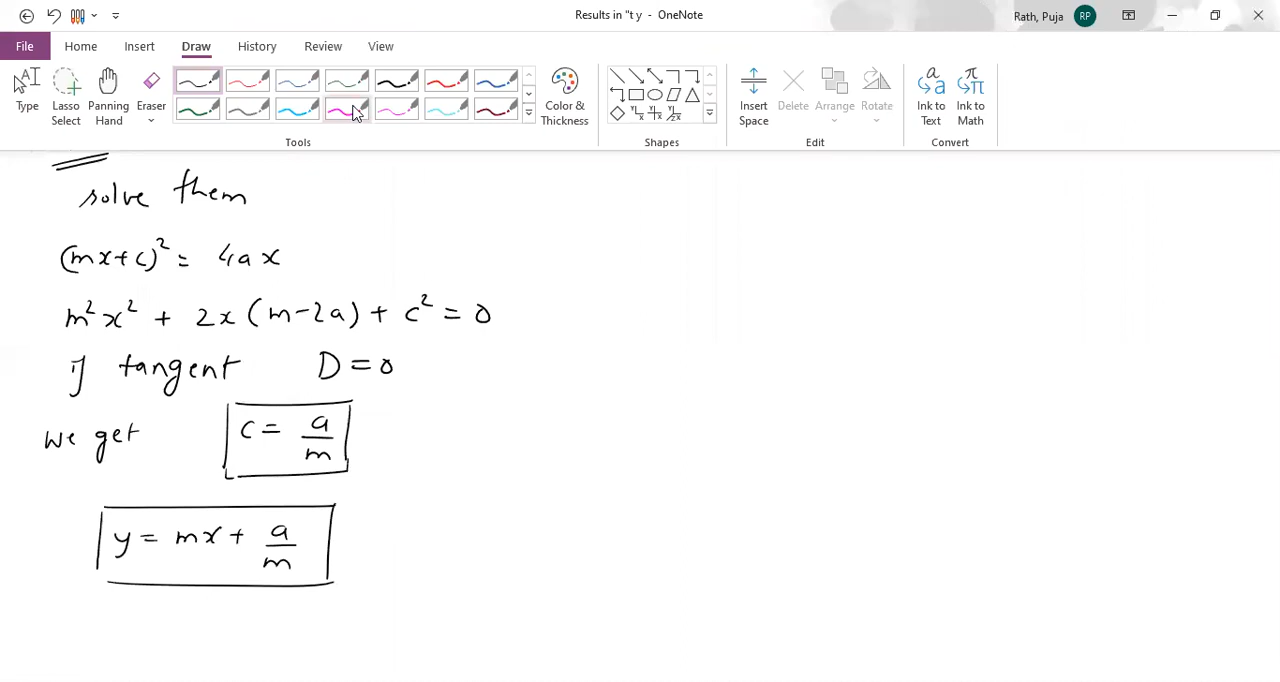 Results in "t y - OneNote
Rath, Puja RP
File Home Insert Draw History Review View
Type Lasso Select Panning Hand Eraser Color & Thickness Insert Space Delete Arrange Rotate Ink to Text Ink to Math
Tools Shapes Edit Convert
solve them
(mx+c)² = 4ax
m²x² + 2x(m-2a) + c² = 0
if tangent D = 0
we get c = a/m
y = mx + a/m